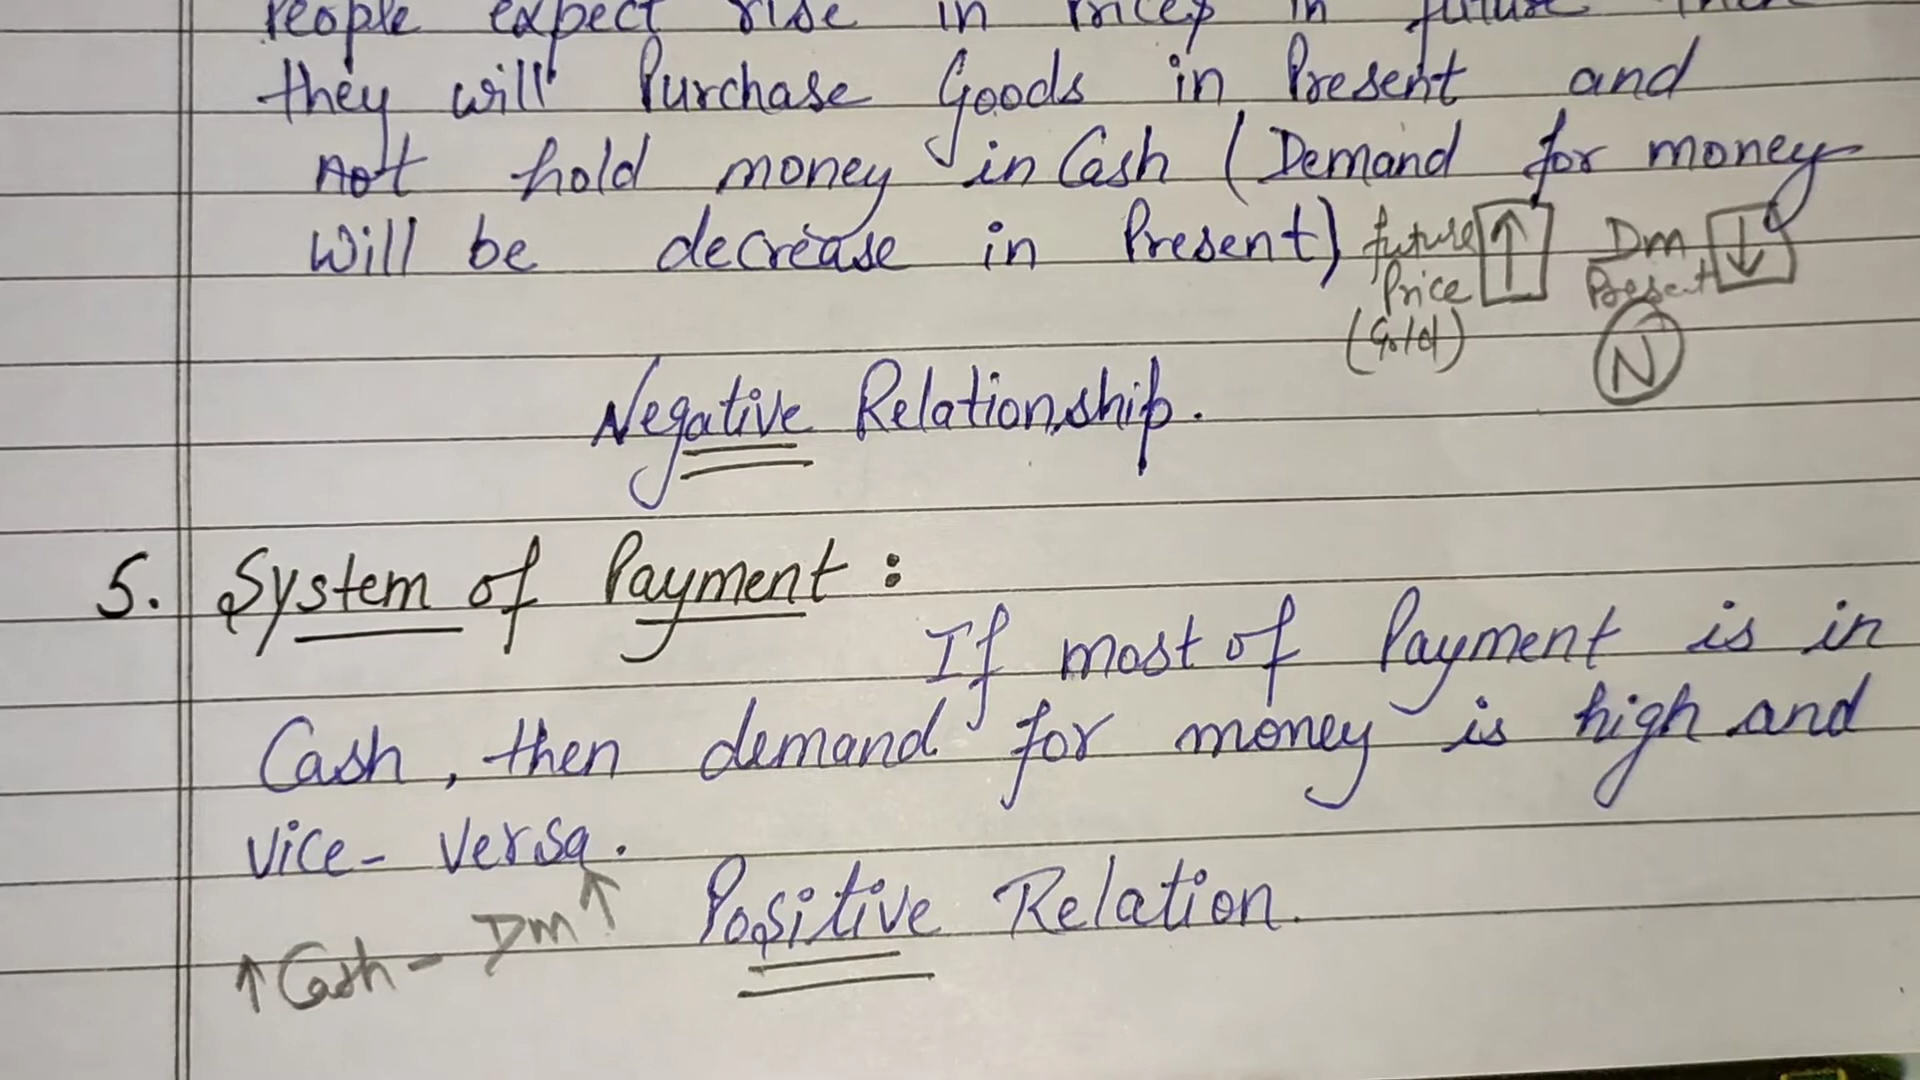 People expect rise in Prices in future then
they will Purchase Goods in Present and
not hold money in Cash (Demand for money
will be decrease in Present) future ↑ Dm ↓
Price Present
(Gold) N
Negative Relationship.
5. System of Payment :
If most of Payment is in
Cash, then demand for money is high and
vice-versa.
↑ Cash - Dm ↑ Positive Relation.